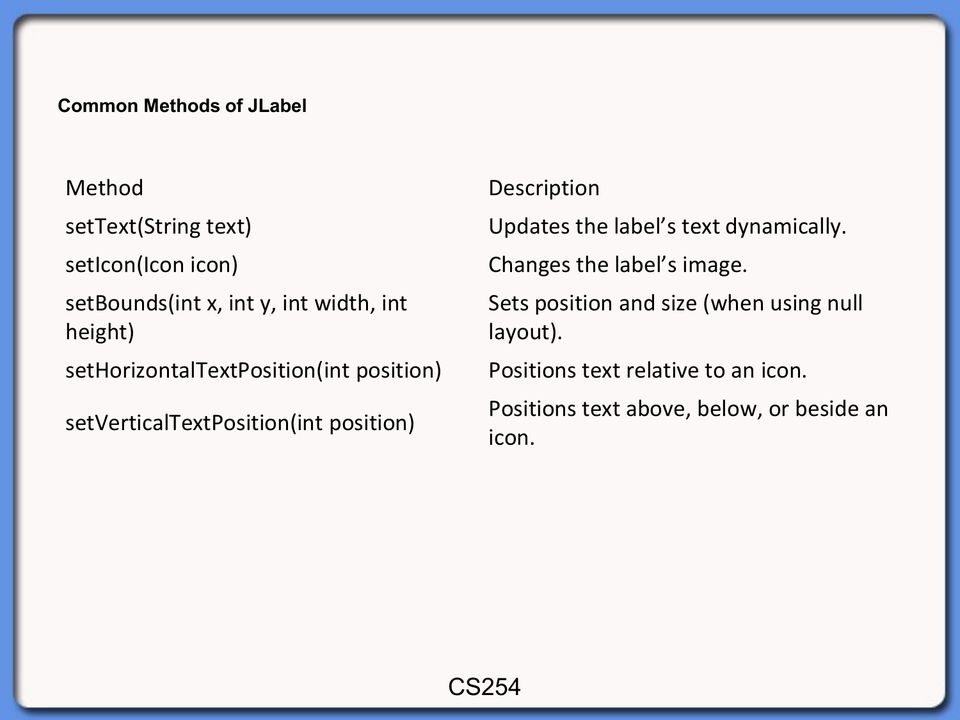 Common Methods of JLabel
Method Description
setText(String text) Updates the label’s text dynamically.
setIcon(Icon icon) Changes the label’s image.
setBounds(int x, int y, int width, int height) Sets position and size (when using null layout).
setHorizontalTextPosition(int position) Positions text relative to an icon.
setVerticalTextPosition(int position) Positions text above, below, or beside an icon.
CS254